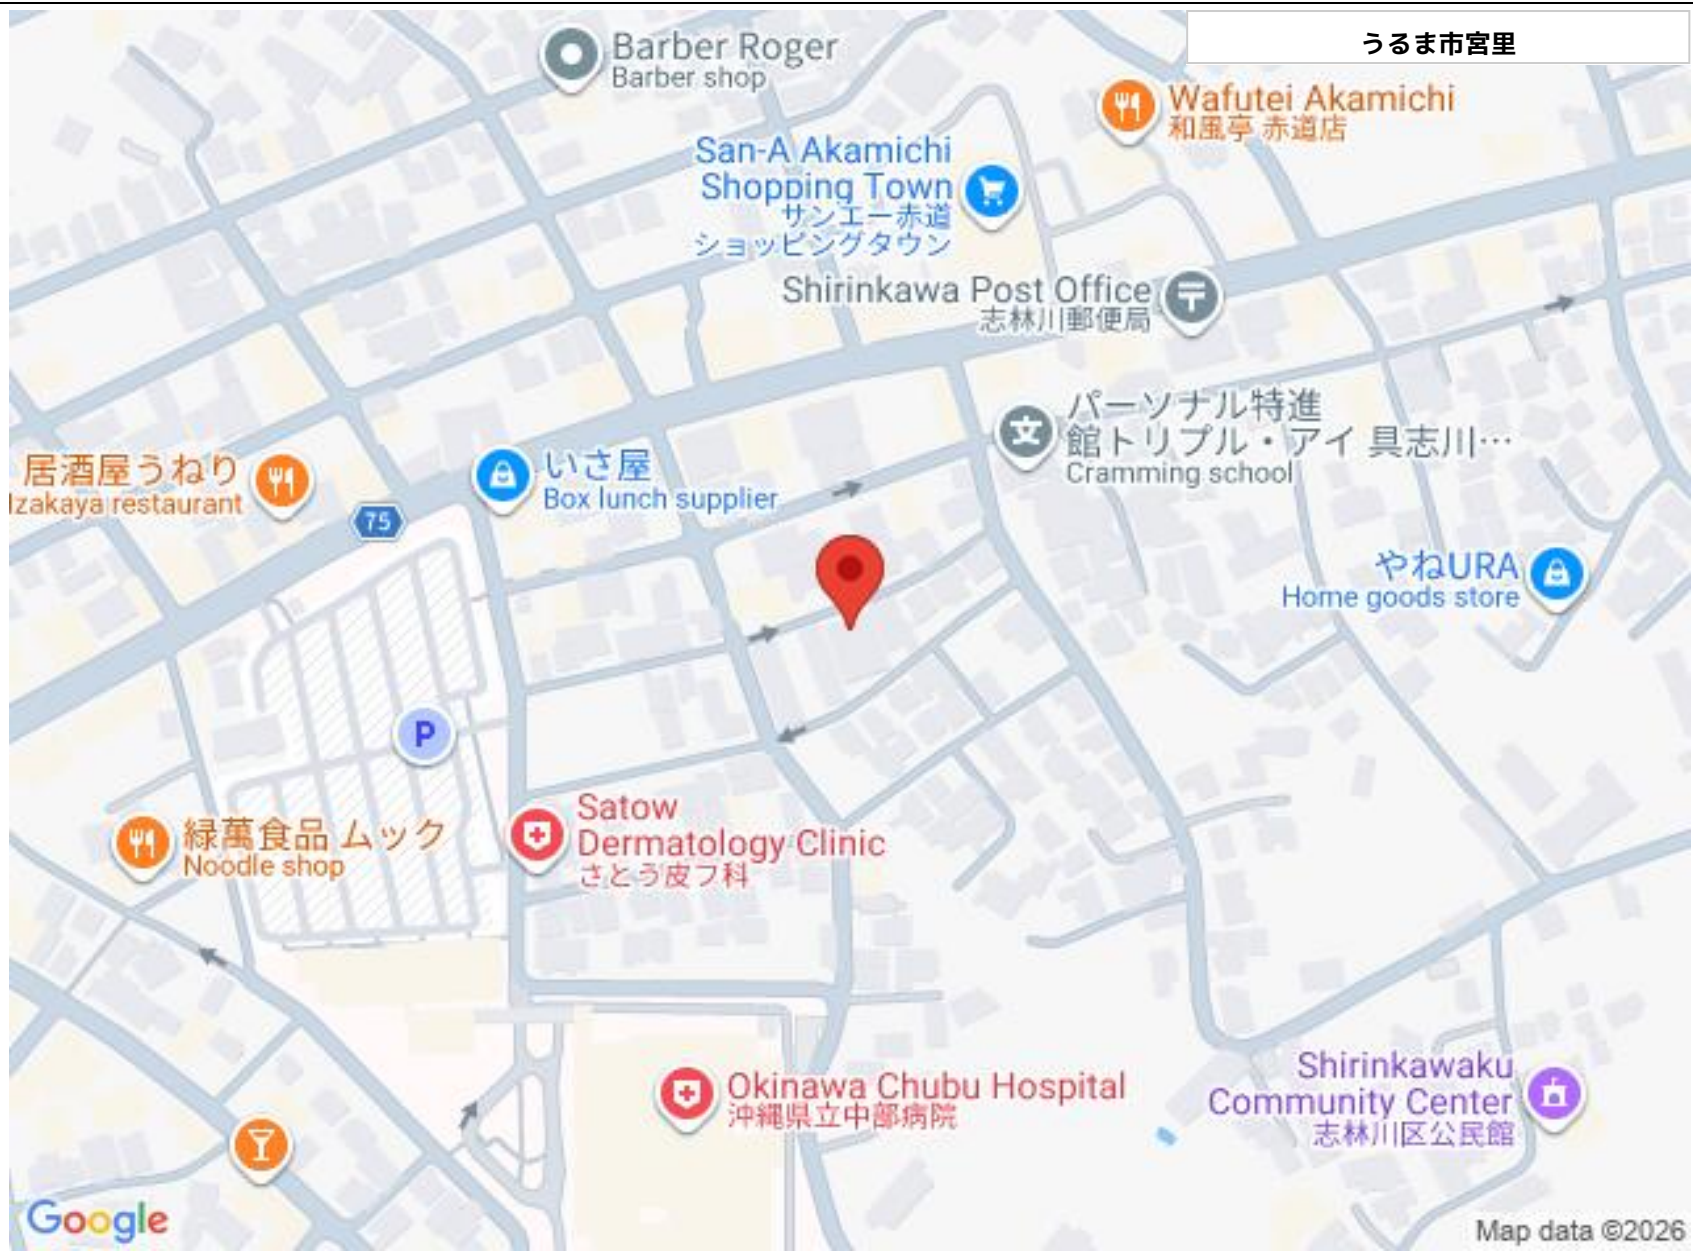 うるま市宮里
Barber Roger
Barber shop
Wafutei Akamichi
和風亭 赤道店
San-A Akamichi
Shopping Town
サンエー赤道
ショッピングタウン
Shirinkawa Post Office
志林川郵便局
パーソナル特進
館トリプル・アイ 具志川…
Cramming school
居酒屋うねり
Izakaya restaurant
75
いさ屋
Box lunch supplier
やねURA
Home goods store
P
緑萬食品 ムック
Noodle shop
Satow
Dermatology Clinic
さとう皮フ科
Okinawa Chubu Hospital
沖縄県立中部病院
Shirinkawaku
Community Center
志林川区公民館
Google
Map data ©2026